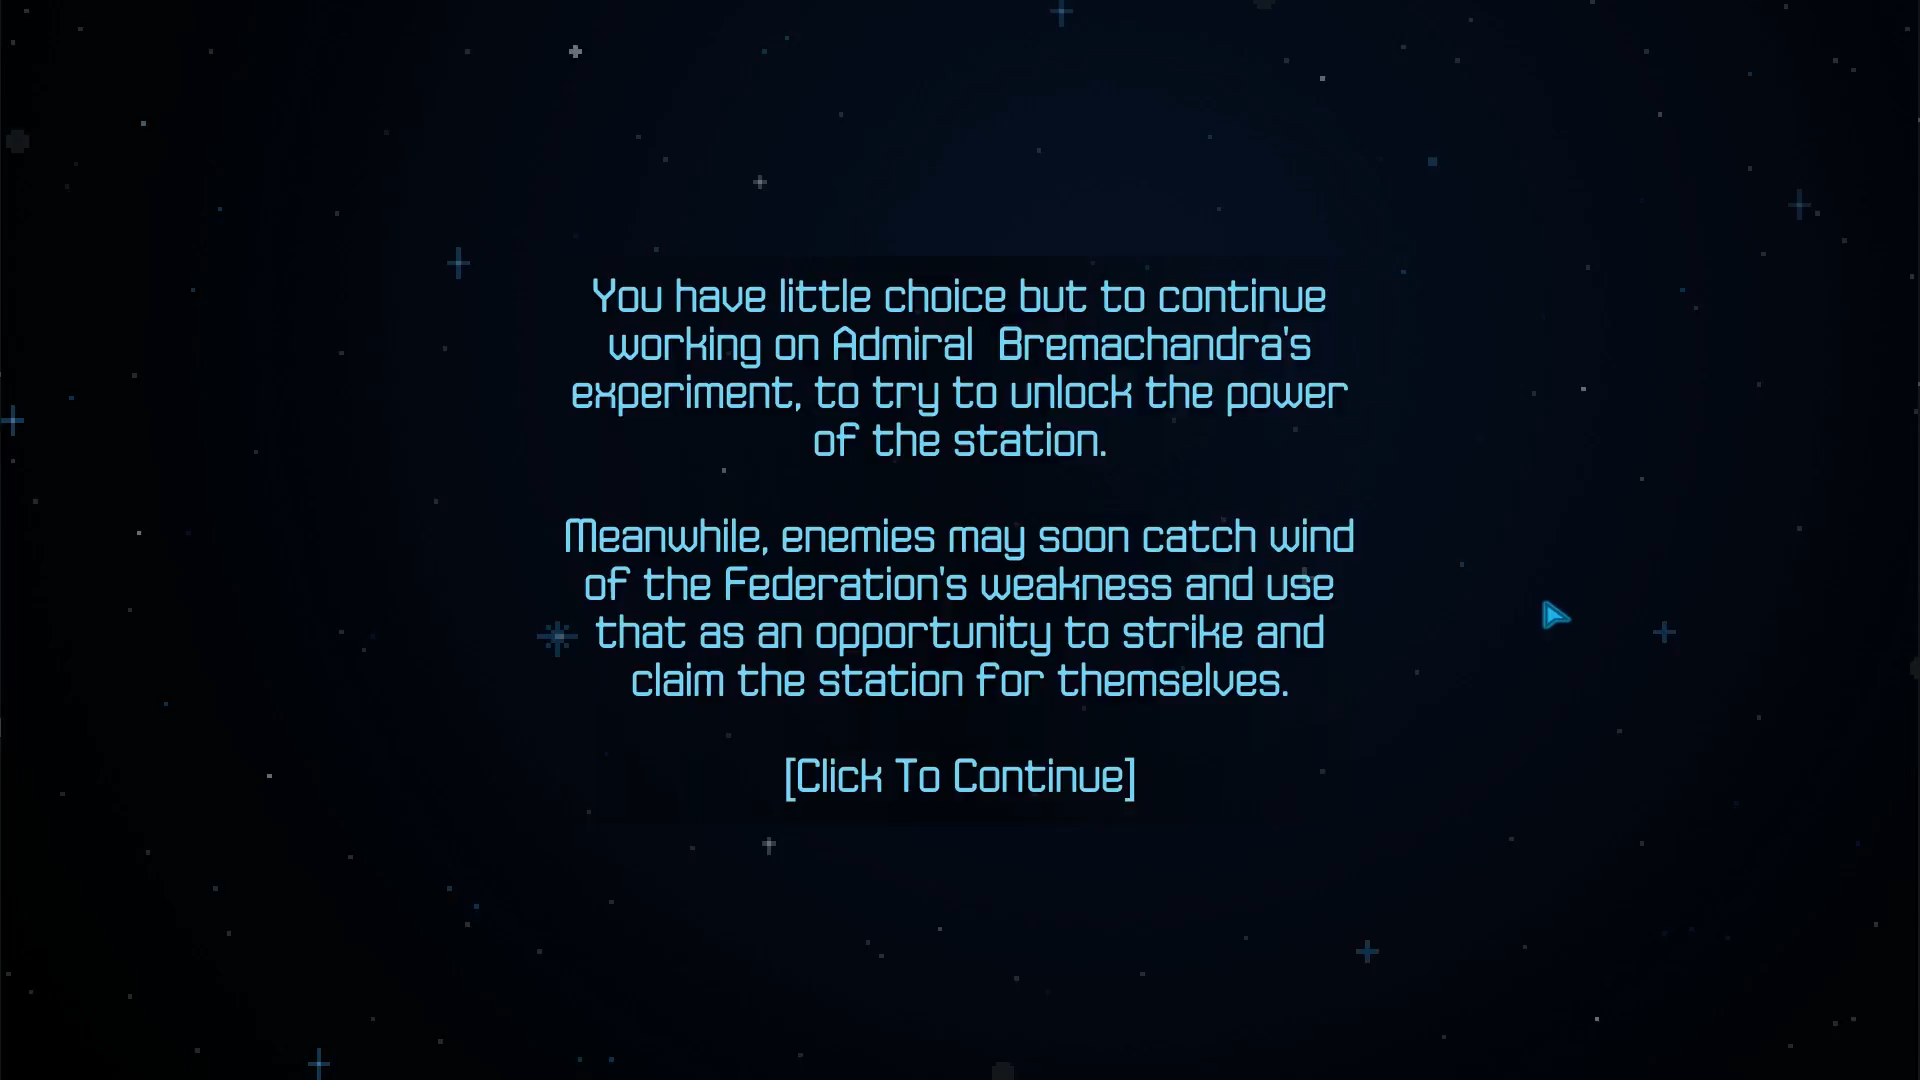 You have little choice but to continue
working on Admiral  Bremachandra's
experiment, to try to unlock the power
of the station.
Meanwhile, enemies may soon catch wind
of the Federation's weakness and use
that as an opportunity to strike and
claim the station for themselves.
[Click To Continue]